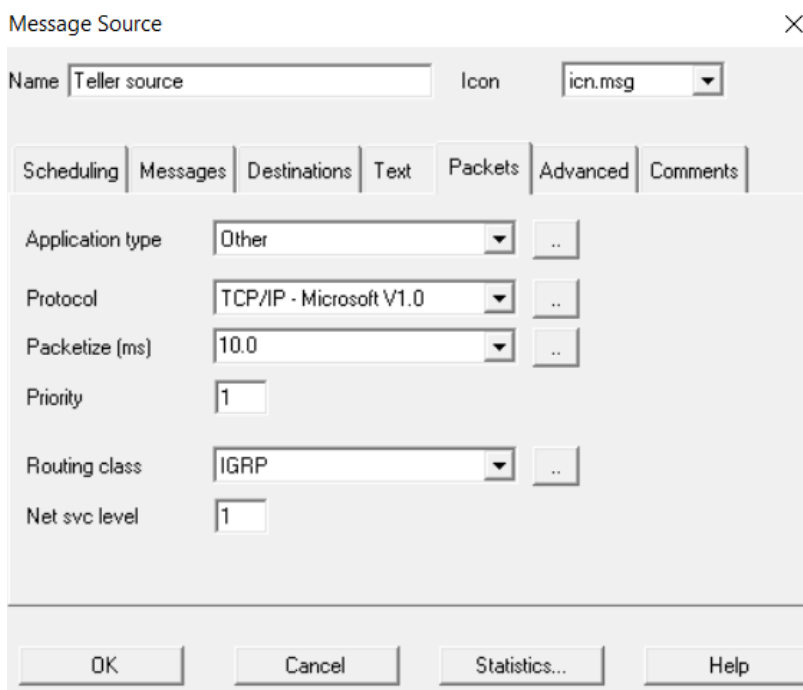 Message Source
Name Teller source Icon icn.msg
Scheduling Messages Destinations Text Packets Advanced Comments
Application type Other ..
Protocol TCP/IP - Microsoft V1.0 ..
Packetize (ms) 10.0 ..
Priority 1
Routing class IGRP ..
Net svc level 1
OK Cancel Statistics... Help